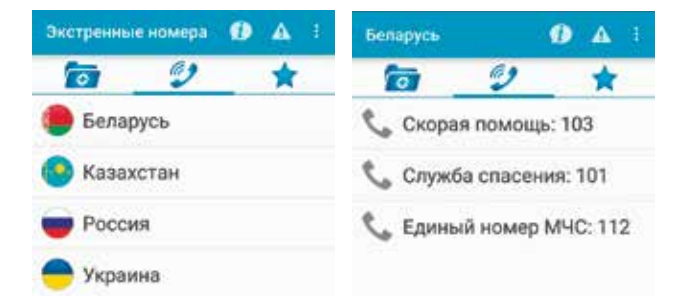 Экстренные номера
Беларусь
Казахстан
Россия
Украина
Беларусь
Скорая помощь: 103
Служба спасения: 101
Единый номер МЧС: 112